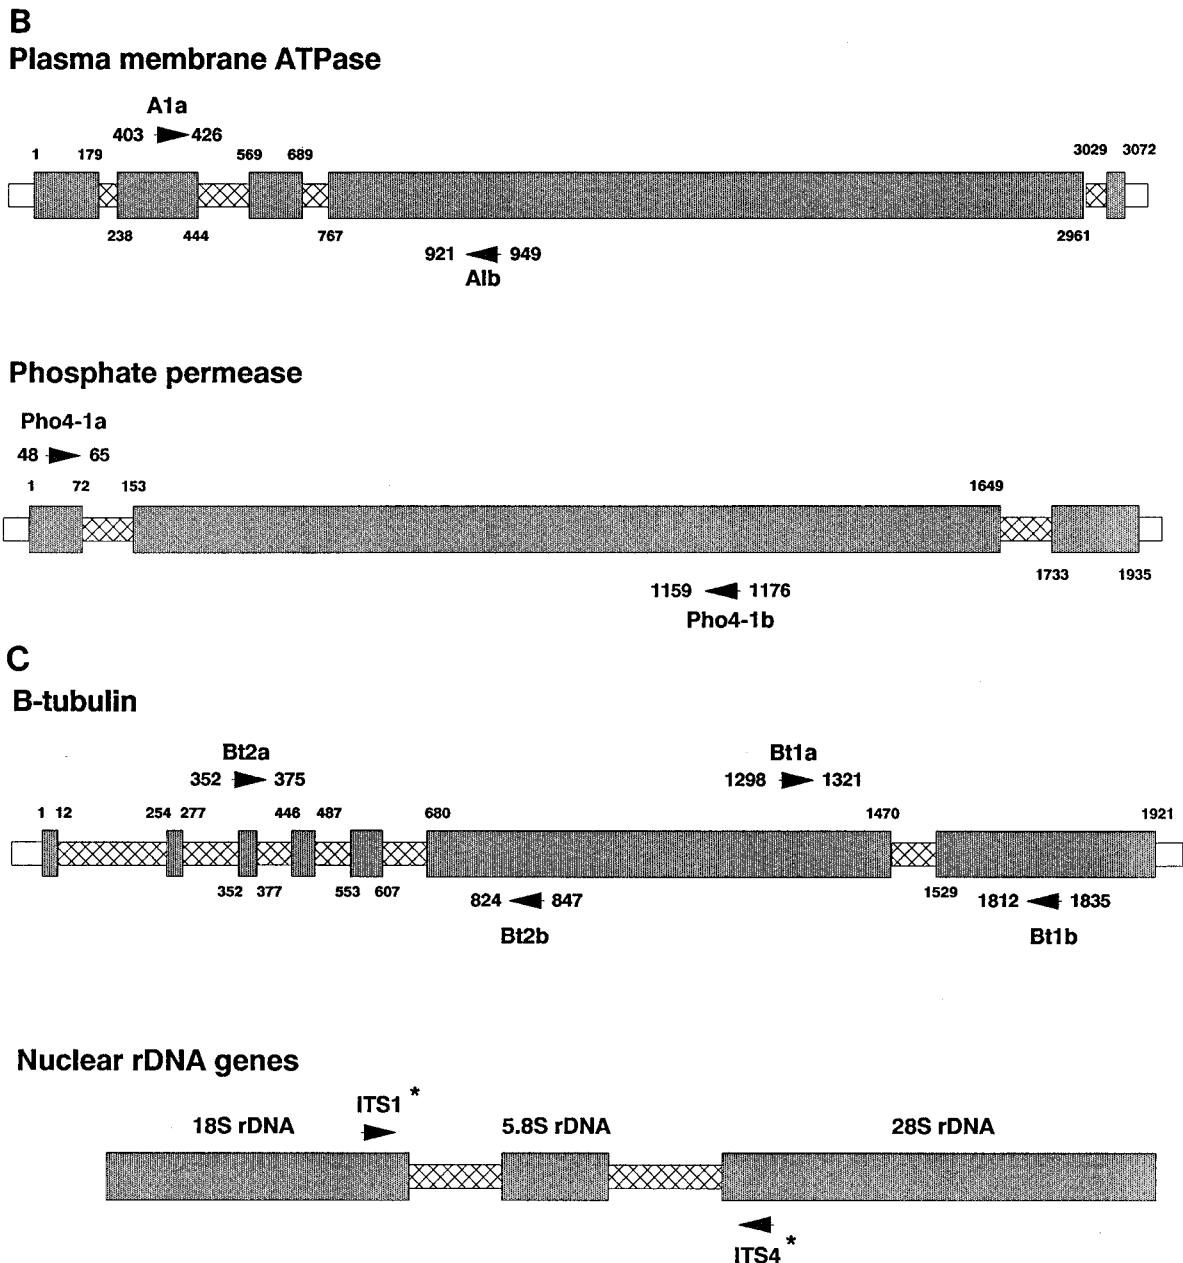 B
Plasma membrane ATPase
A1a
403 426
1 179 569 689 3029 3072
238 444 767 2961
921 949
Alb
Phosphate permease
Pho4-1a
48 65
1 72 153 1649
1733 1935
1159 1176
Pho4-1b
C
B-tubulin
Bt2a Bt1a
352 375 1298 1321
1 12 254 277 446 487 680 1470 1921
352 377 553 607 1529
824 847 1812 1835
Bt2b Bt1b
Nuclear rDNA genes
ITS1 *
18S rDNA 5.8S rDNA 28S rDNA
ITS4 *